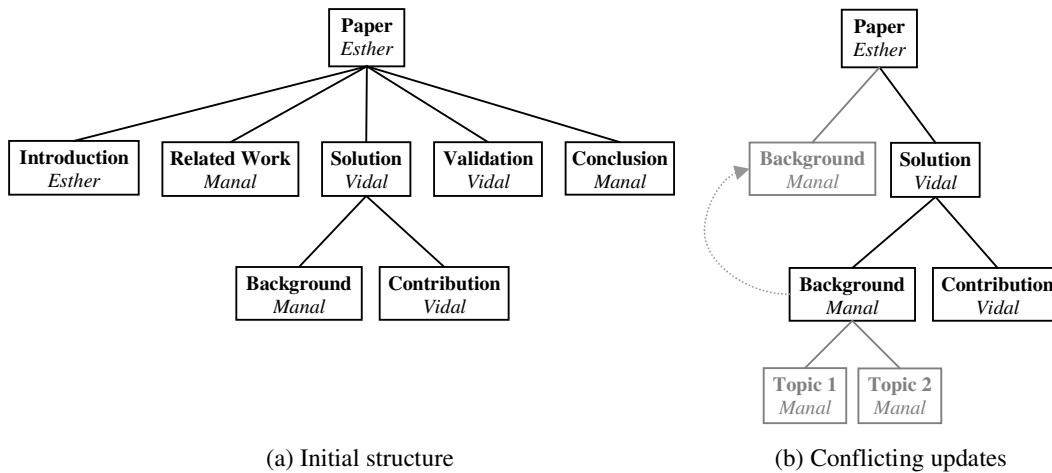 Paper
Esther
Introduction
Esther
Related Work
Manal
Solution
Vidal
Validation
Vidal
Conclusion
Manal
Background
Manal
Contribution
Vidal
(a) Initial structure
Paper
Esther
Background
Manal
Solution
Vidal
Background
Manal
Contribution
Vidal
Topic 1
Manal
Topic 2
Manal
(b) Conflicting updates